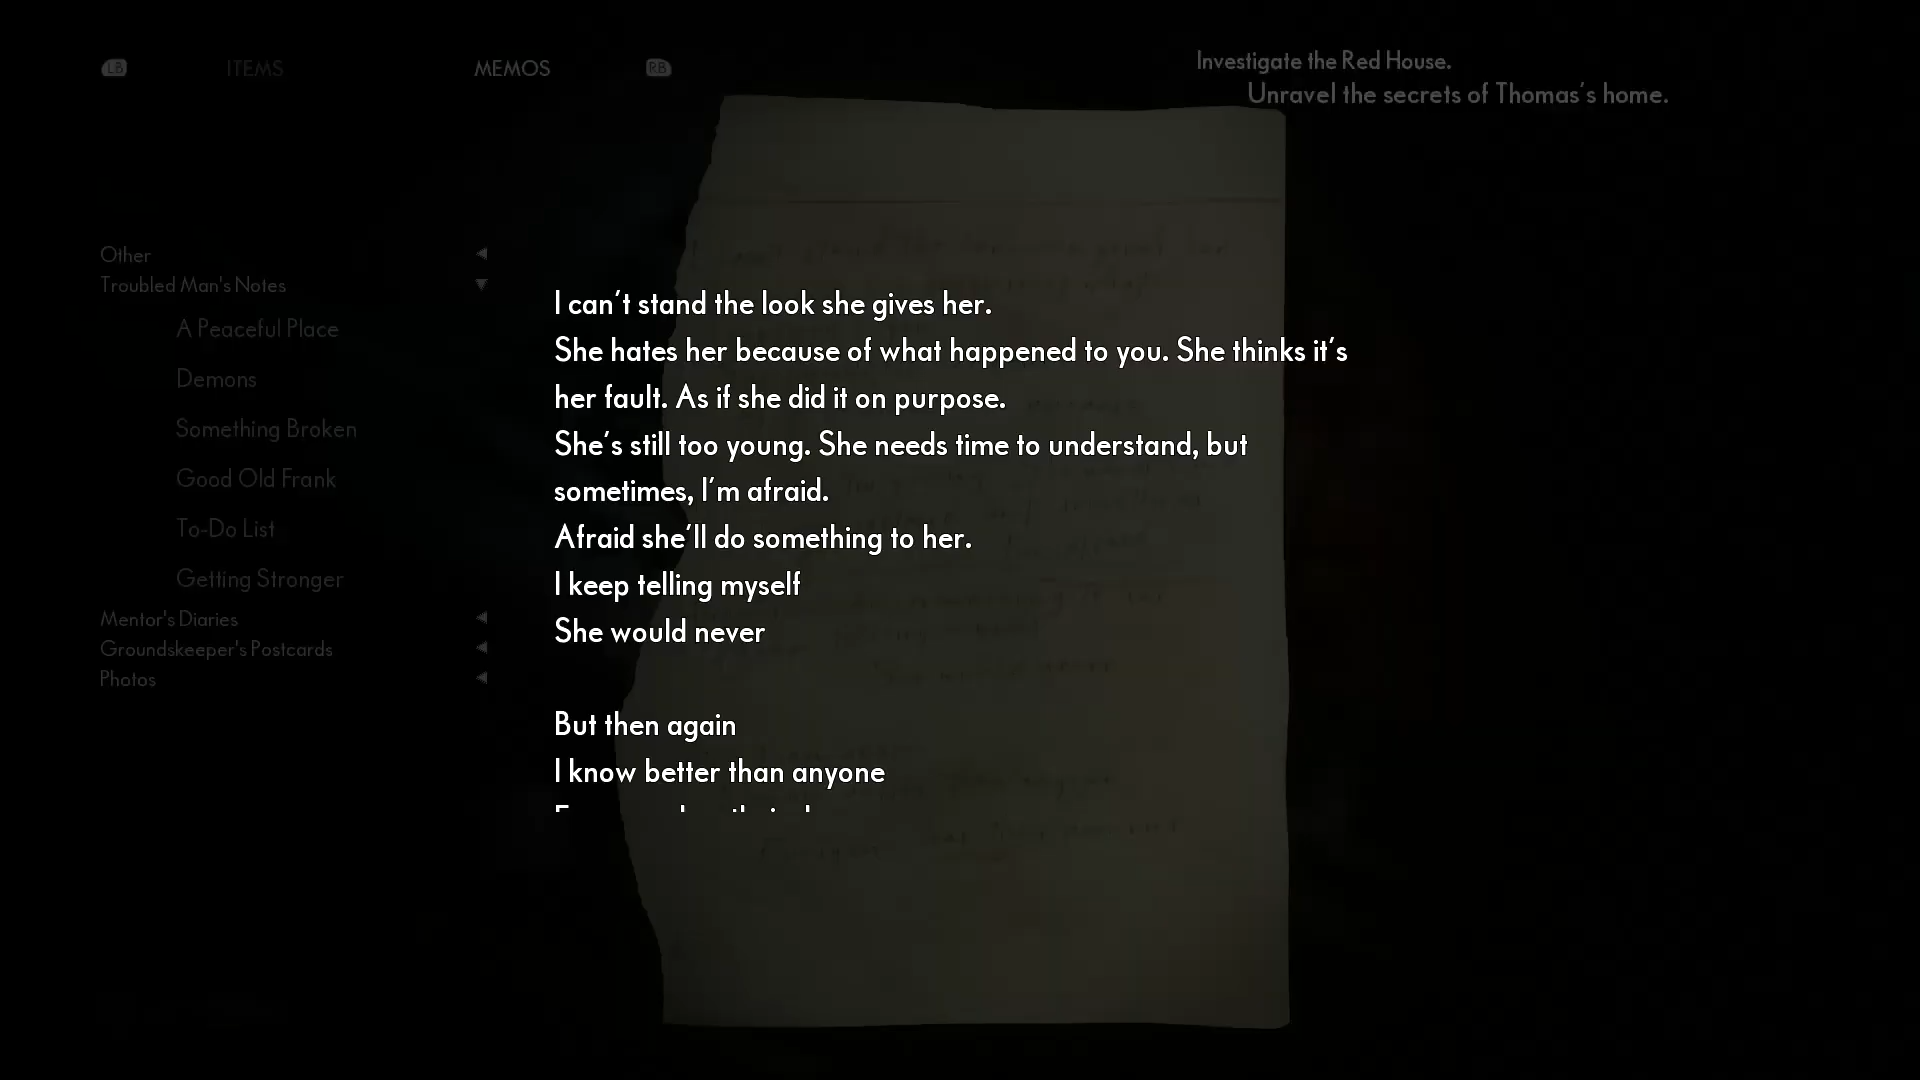 LB
ITEMS
MEMOS
RB
Investigate the Red House.
Unravel the secrets of Thomas's home.
Other
Troubled Man's Notes
A Peaceful Place
Demons
Something Broken
Good Old Frank
To-Do List
Getting Stronger
Mentor's Diaries
Groundskeeper's Postcards
Photos
I can't stand the look she gives her.
She hates her because of what happened to you. She thinks it's
her fault. As if she did it on purpose.
She's still too young. She needs time to understand, but
sometimes, I'm afraid.
Afraid she'll do something to her.
I keep telling myself
She would never
But then again
I know better than anyone